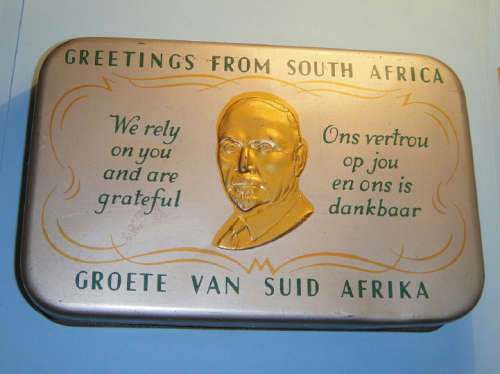 GREETINGS FROM SOUTH AFRICA
We rely
on you
and are
grateful
Ons vertrou
op jou
en ons is
dankbaar
GROETE VAN SUID AFRIKA